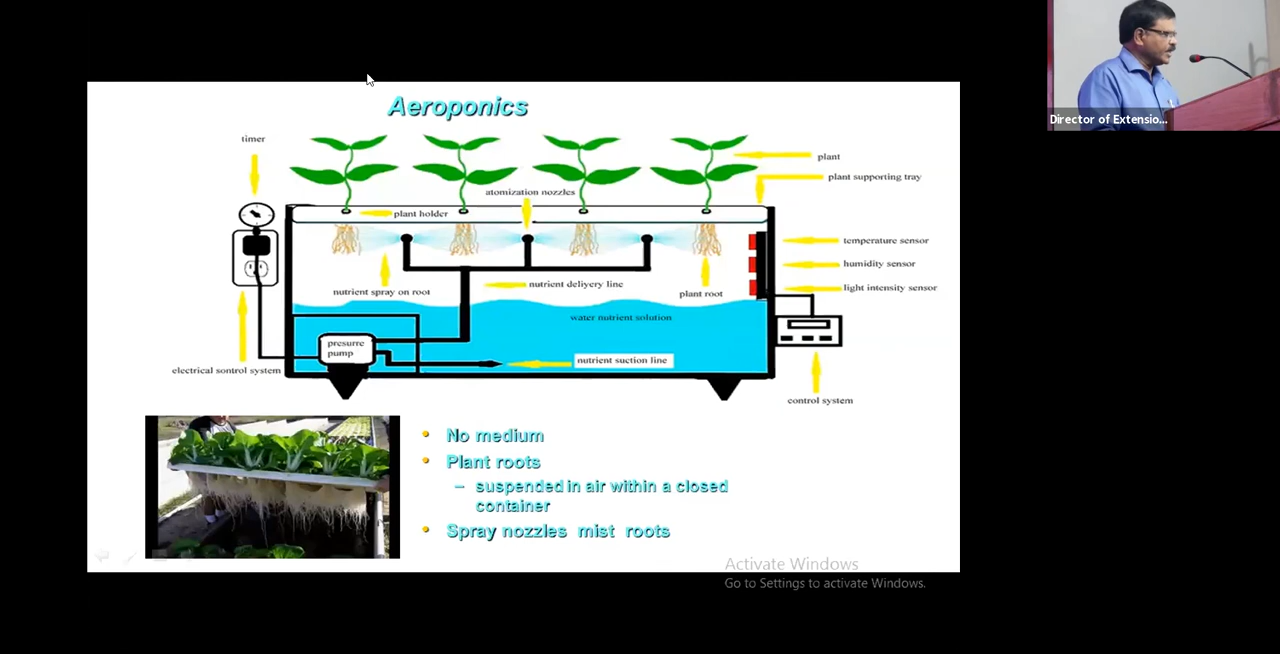 Director of Extensio...
Aeroponics
timer
plant
atomization nozzles
plant supporting tray
plant holder
temperature sensor
humidity sensor
nutrient spray on root
nutrient delivery line
plant root
light intensity sensor
water nutrient solution
presurre
pump
nutrient suction line
electrical sontrol system
control system
• No medium
• Plant roots
– suspended in air within a closed
container
• Spray nozzles mist roots
Activate Windows
Go to Settings to activate Windows.